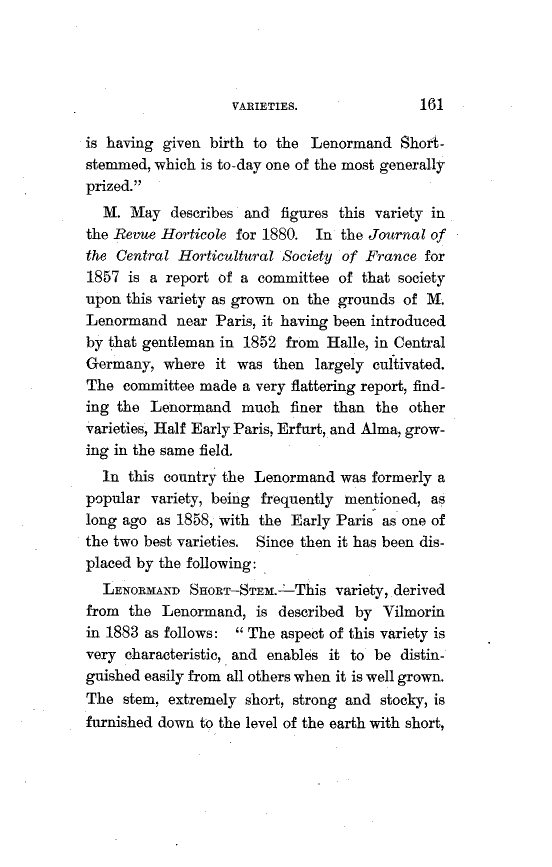 VARIETIES. 161
is having given birth to the Lenormand Short-
stemmed, which is to-day one of the most generally
prized.”
M. May describes and figures this variety in
the Revue Horticole for 1880. In the Journal of
the Central Horticultural Society of France for
1857 is a report of a committee of that society
upon this variety as grown on the grounds of M.
Lenormand near Paris, it having been introduced
by that gentleman in 1852 from Halle, in Central
Germany, where it was then largely cultivated.
The committee made a very flattering report, find-
ing the Lenormand much finer than the other
varieties, Half Early Paris, Erfurt, and Alma, grow-
ing in the same field.
In this country the Lenormand was formerly a
popular variety, being frequently mentioned, as
long ago as 1858, with the Early Paris as one of
the two best varieties. Since then it has been dis-
placed by the following:
LENORMAND SHORT-STEM.—This variety, derived
from the Lenormand, is described by Vilmorin
in 1883 as follows: “The aspect of this variety is
very characteristic, and enables it to be distin-
guished easily from all others when it is well grown.
The stem, extremely short, strong and stocky, is
furnished down to the level of the earth with short,